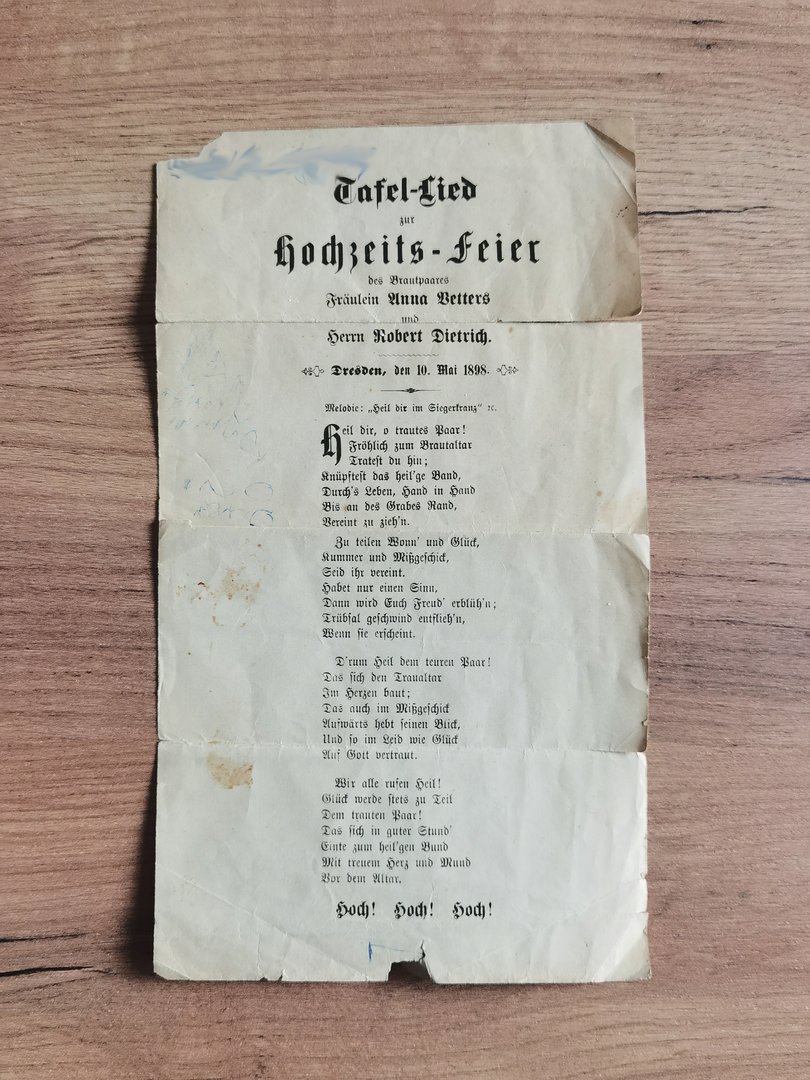 Tafel-Lied
zur
Hochzeits-Feier
des Brautpaares
Fräulein Anna Vetters
und
Herrn Robert Dietrich.
Dresden, den 10. Mai 1898.
Melodie: „Heil dir im Siegerkranz" ꝛc.
Heil dir, o trautes Paar!
Fröhlich zum Brautaltar
Tratest du hin;
Knüpftest das heil'ge Band,
Durch's Leben, Hand in Hand
Bis an des Grabes Rand,
Vereint zu zieh'n.
Zu teilen Wonn' und Glück,
Kummer und Mißgeschick,
Seid ihr vereint.
Habet nur einen Sinn,
Dann wird Euch Freud' erblüh'n;
Trübsal geschwind entflieh'n,
Wenn sie erscheint.
D'rum Heil dem teuren Paar!
Das sich den Traualtar
Im Herzen baut;
Das auch im Mißgeschick
Aufwärts hebt seinen Blick,
Und so im Leid wie Glück
Auf Gott vertraut.
Wir alle rufen Heil!
Glück werde stets zu Teil
Dem trauten Paar!
Das sich in guter Stund'
Einte zum heil'gen Bund
Mit treuem Herz und Mund
Vor dem Altar.
Hoch! Hoch! Hoch!